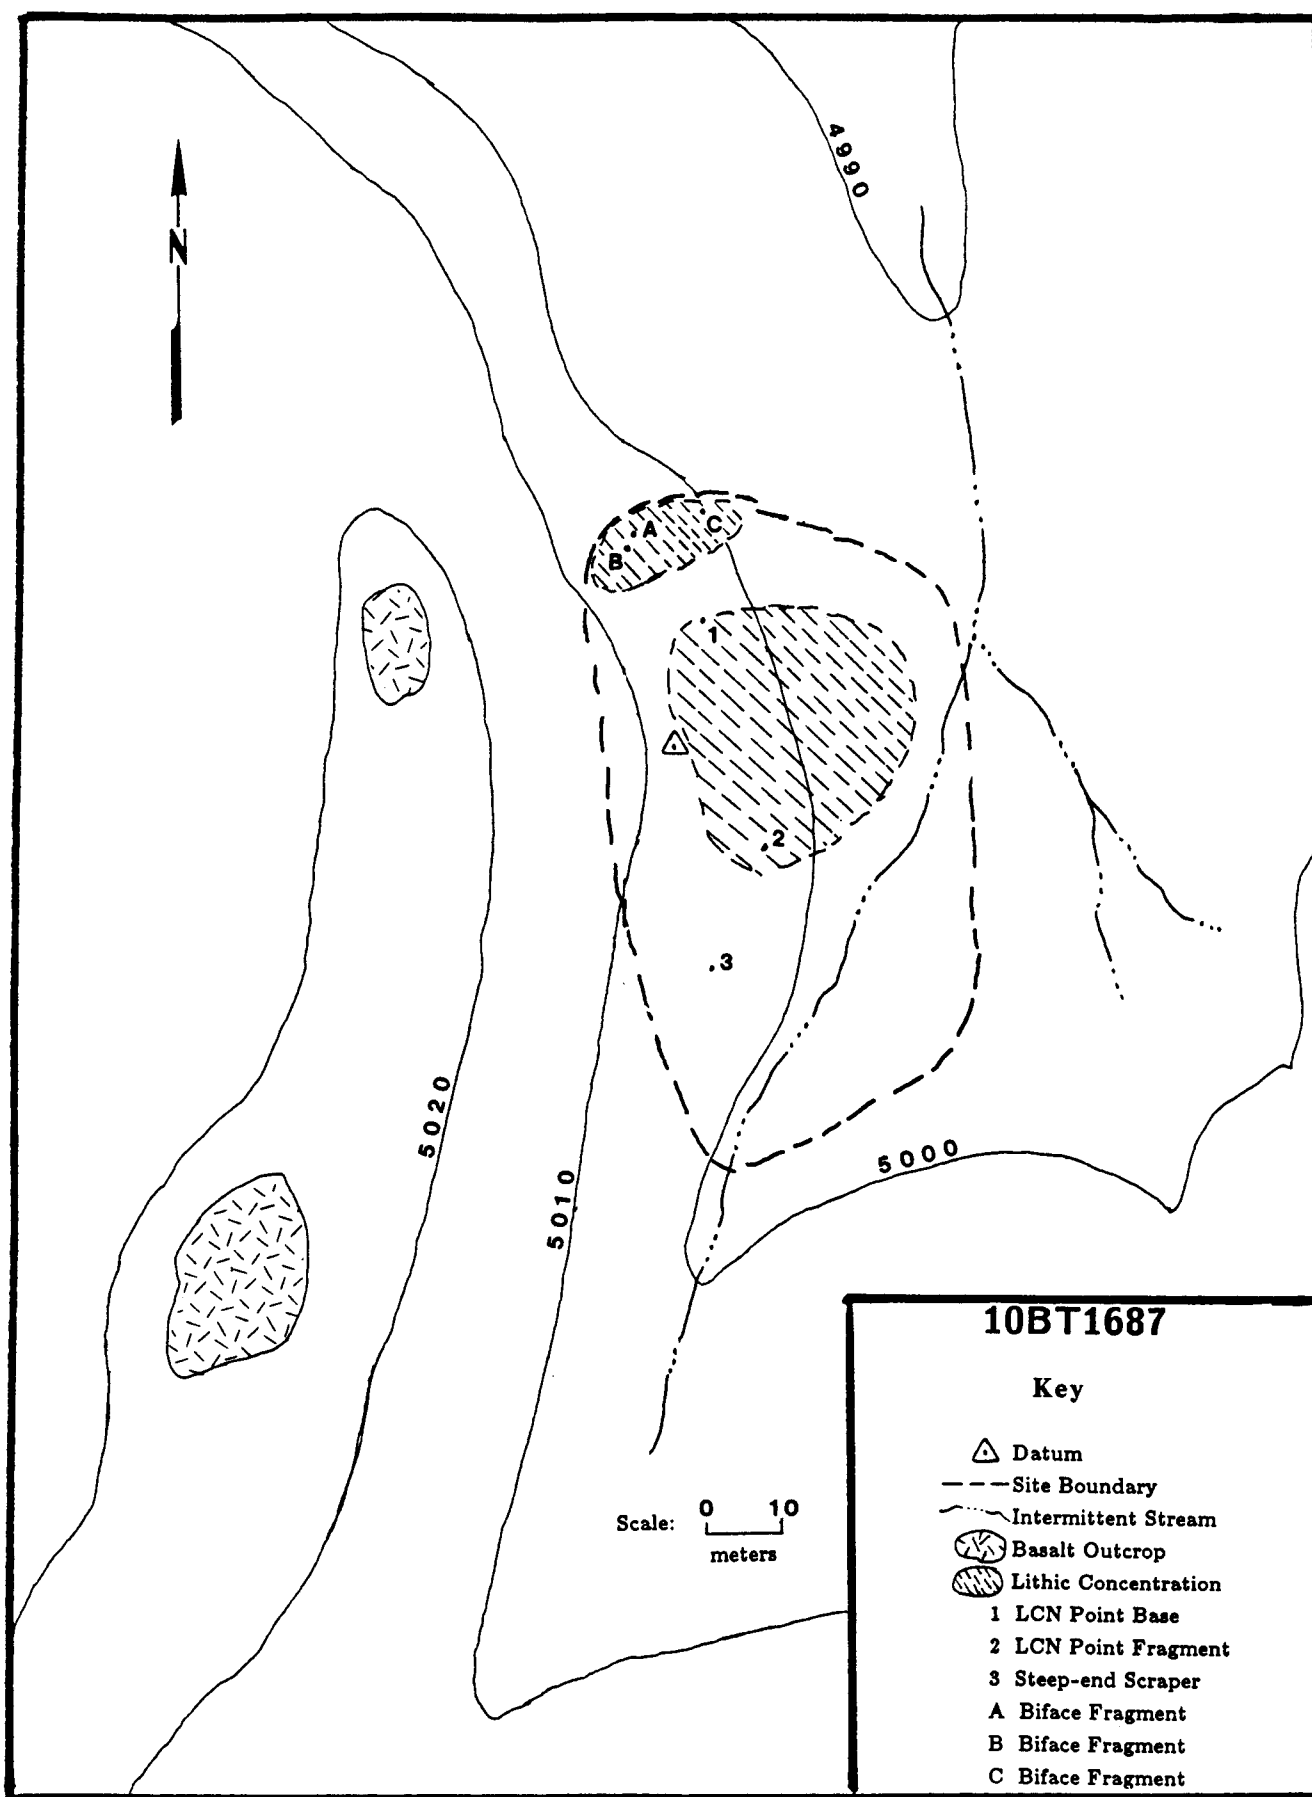 4990
N
A
C
B
1
2
3
5020
5000
5010
10BT1687
Key
Datum
Site Boundary
Intermittent Stream
Basalt Outcrop
Lithic Concentration
1 LCN Point Base
2 LCN Point Fragment
3 Steep-end Scraper
A Biface Fragment
B Biface Fragment
C Biface Fragment
Scale: 0 10
meters